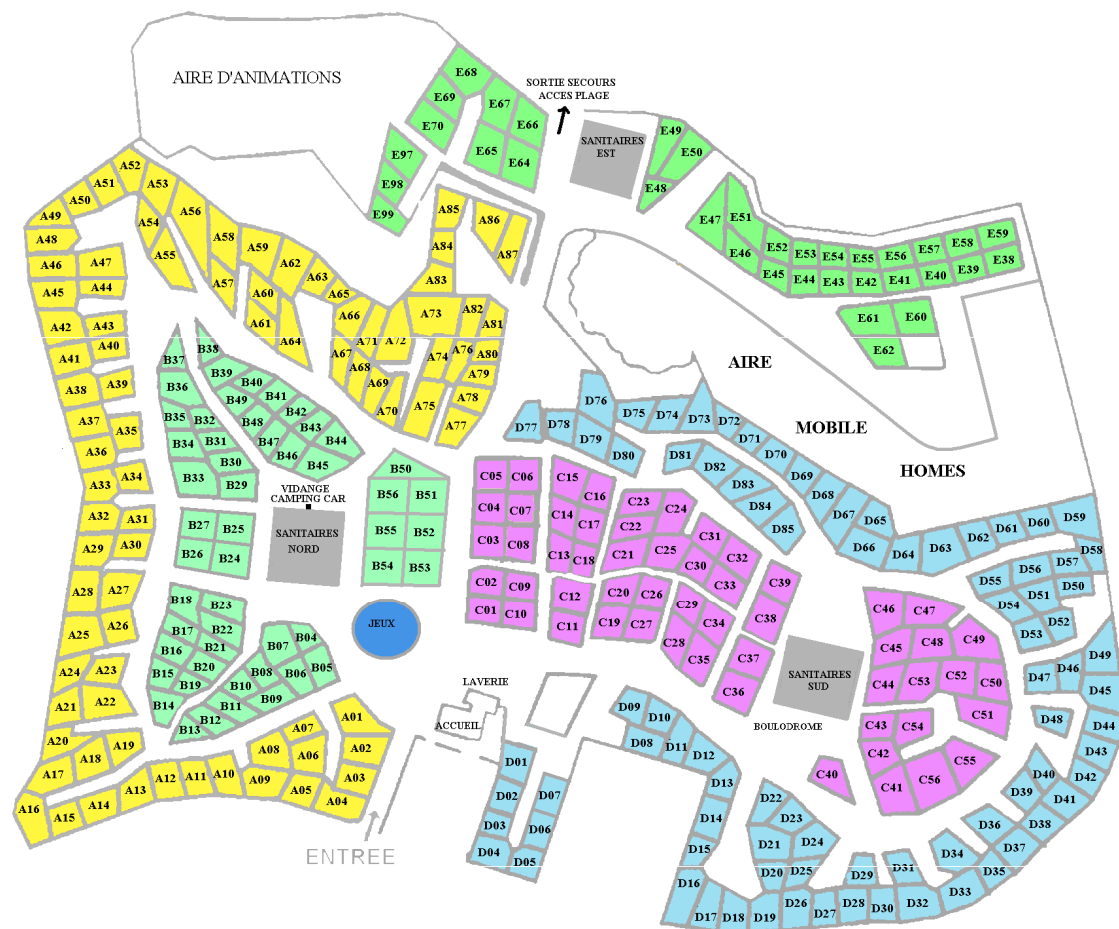 AIRE D'ANIMATIONS
SORTIE SECOURS
ACCES PLAGE
SANITAIRES
EST
AIRE
MOBILE
HOMES
VIDANGE
CAMPING CAR
SANITAIRES
NORD
JEUX
LAVERIE
ACCUEIL
SANITAIRES
SUD
BOULODROME
ENTREE
E68
E69
E67
E70
E66
E65
E64
E97
E98
E99
E49
E50
E48
E47
E51
E46
E52
E53
E54
E55
E56
E57
E58
E59
E45
E44
E43
E42
E41
E40
E39
E38
E61
E60
E62
A52
A51
A53
A50
A49
A48
A54
A56
A55
A46
A47
A45
A44
A58
A59
A57
A62
A60
A63
A61
A64
A65
A66
A85
A86
A84
A87
A83
A73
A82
A81
A71
A72
A67
A68
A69
A70
A74
A76
A80
A79
A75
A78
A77
A42
A43
A41
A40
A38
A39
A37
A35
A36
A34
A33
A32
A31
A29
A30
A28
A27
A25
A26
A24
A23
A21
A22
A20
A19
A18
A17
A16
A15
A14
A13
A12
A11
A10
A09
A08
A07
A06
A05
A04
A03
A02
A01
B37
B38
B36
B39
B40
B49
B41
B35
B32
B48
B42
B34
B31
B47
B43
B44
B33
B30
B46
B45
B29
B50
B56
B51
B55
B52
B54
B53
B27
B25
B26
B24
B18
B23
B17
B22
B16
B21
B15
B20
B19
B14
B13
B12
B11
B10
B09
B08
B07
B06
B05
B04
C05
C06
C04
C07
C03
C08
C02
C09
C01
C10
C15
C16
C14
C17
C13
C18
C12
C11
C23
C24
C22
C21
C25
C20
C26
C19
C27
C31
C32
C30
C33
C29
C34
C28
C35
C39
C38
C37
C36
C46
C47
C45
C48
C49
C44
C53
C52
C50
C51
C43
C54
C42
C55
C56
C41
C40
D77
D78
D76
D79
D80
D75
D74
D73
D72
D71
D70
D69
D68
D67
D65
D66
D64
D63
D62
D61
D60
D59
D58
D81
D82
D83
D84
D85
D57
D56
D55
D50
D51
D54
D52
D53
D49
D46
D47
D45
D48
D44
D43
D42
D40
D41
D39
D38
D36
D37
D34
D35
D33
D31
D32
D29
D30
D28
D27
D26
D25
D24
D23
D22
D21
D20
D19
D18
D17
D16
D15
D14
D13
D12
D11
D10
D09
D08
D01
D02
D03
D04
D05
D06
D07